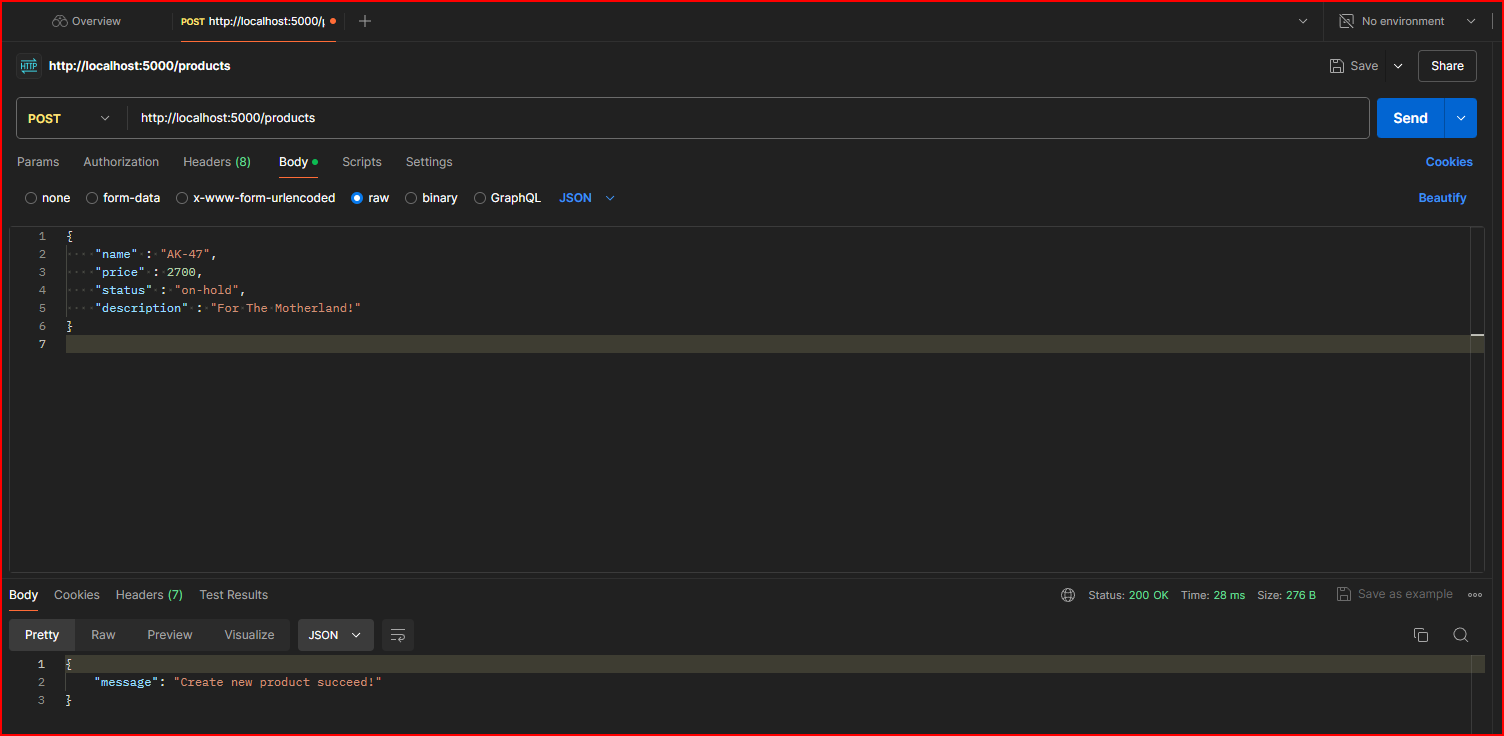 Overview
POST http://localhost:5000/p
No environment
HTTP
http://localhost:5000/products
Save
Share
POST
http://localhost:5000/products
Send
Params Authorization Headers (8) Body Scripts Settings Cookies
none form-data x-www-form-urlencoded raw binary GraphQL JSON Beautify
1 {
2 "name" : "AK-47",
3 "price" : 2700,
4 "status" : "on-hold",
5 "description" : "For The Motherland!"
6 }
7
Body Cookies Headers (7) Test Results Status: 200 OK Time: 28 ms Size: 276 B Save as example
Pretty Raw Preview Visualize JSON
1 {
2 "message": "Create new product succeed!"
3 }